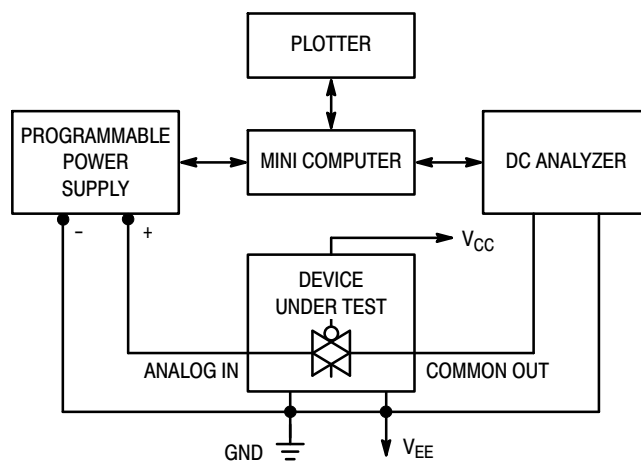 PLOTTER
PROGRAMMABLE
POWER
SUPPLY
MINI COMPUTER
DC ANALYZER
– +
VCC
DEVICE
UNDER TEST
ANALOG IN
COMMON OUT
GND
VEE